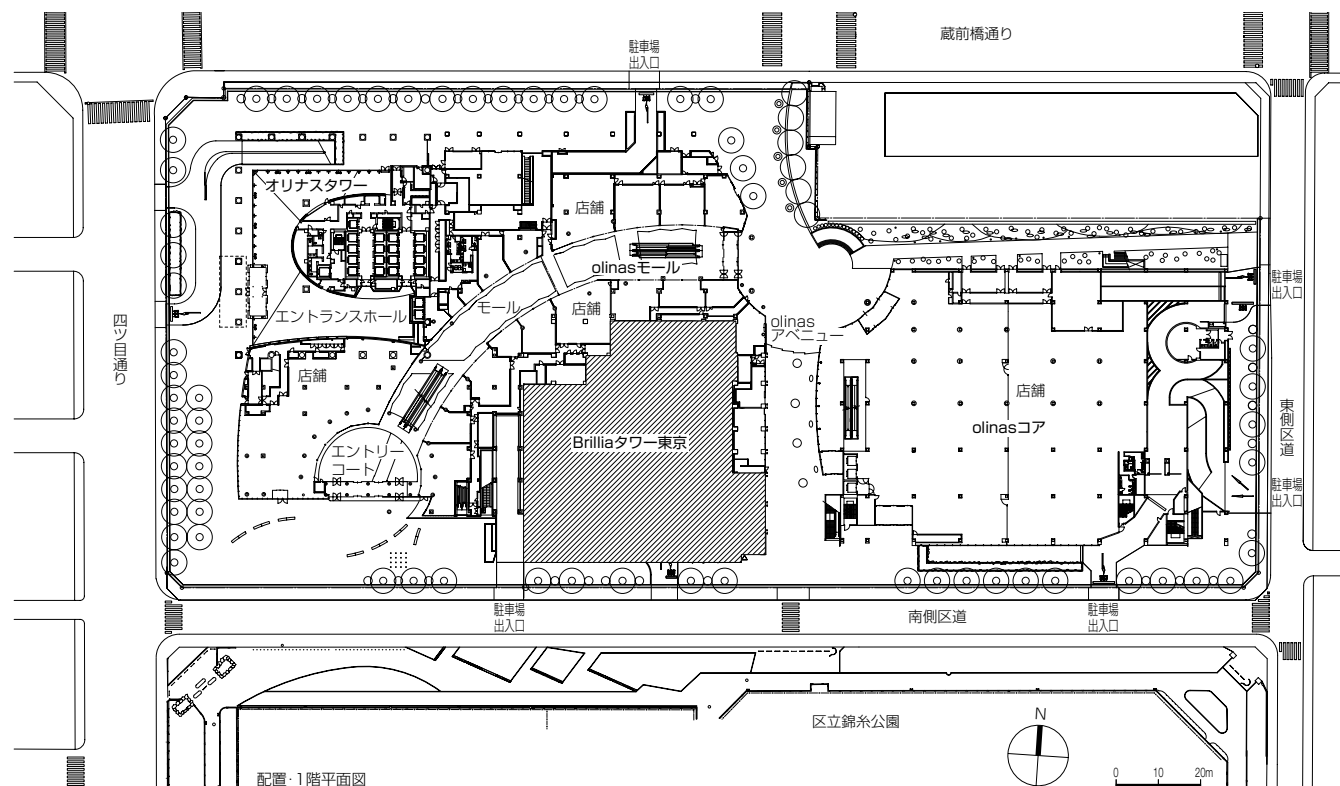 蔵前橋通り
駐車場
出入口
オリナスタワー
店舗
olinasモール
エントランスホール
モール
店舗
olinas
アベニュー
駐車場
出入口
四ツ目通り
店舗
店舗
olinasコア
東側区道
Brilliaタワー東京
エントリー
コート
駐車場
出入口
駐車場
出入口
南側区道
駐車場
出入口
区立錦糸公園
N
配置・1階平面図
0 10 20m